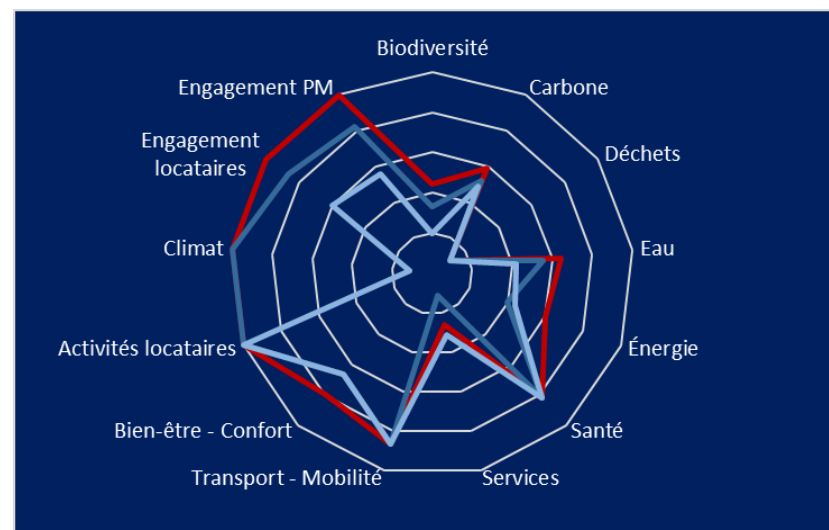 Biodiversité
Carbone
Déchets
Eau
Énergie
Santé
Services
Transport - Mobilité
Bien-être - Confort
Activités locataires
Climat
Engagement
locataires
Engagement PM